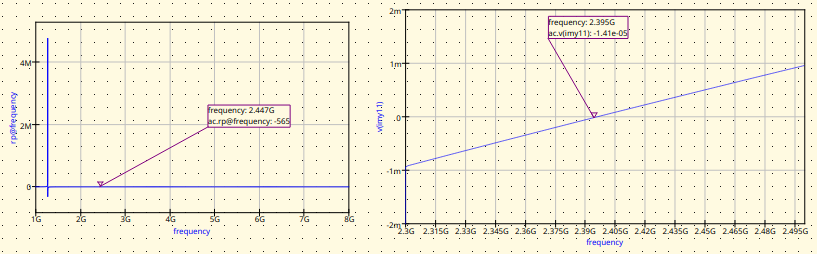 frequency: 2.447G
ac.rp@frequency: -565
4M
2M
0
rp@frequency
1G 2G 3G 4G 5G 6G 7G 8G
frequency
frequency: 2.395G
ac.v(imy11): -1.41e-05
2m
1m
0
-1m
-2m
2.3G 2.315G 2.33G 2.345G 2.36G 2.375G 2.39G 2.405G 2.42G 2.435G 2.45G 2.465G 2.48G 2.495G
frequency